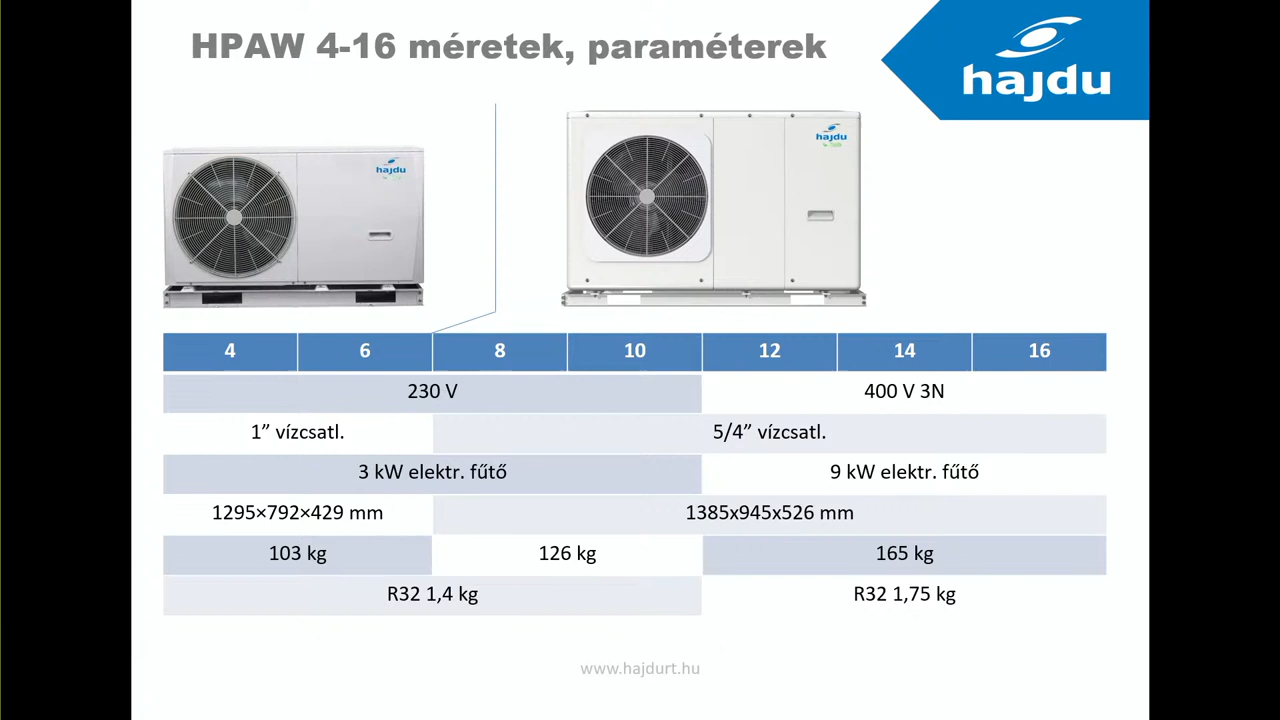 HPAW 4-16 méretek, paraméterek
hajdu
hajdu
hajdu
4 6 8 10 12 14 16
230 V 400 V 3N
1” vízcsatl. 5/4” vízcsatl.
3 kW elektr. fűtő 9 kW elektr. fűtő
1295×792×429 mm 1385x945x526 mm
103 kg 126 kg 165 kg
R32 1,4 kg R32 1,75 kg
www.hajdurt.hu